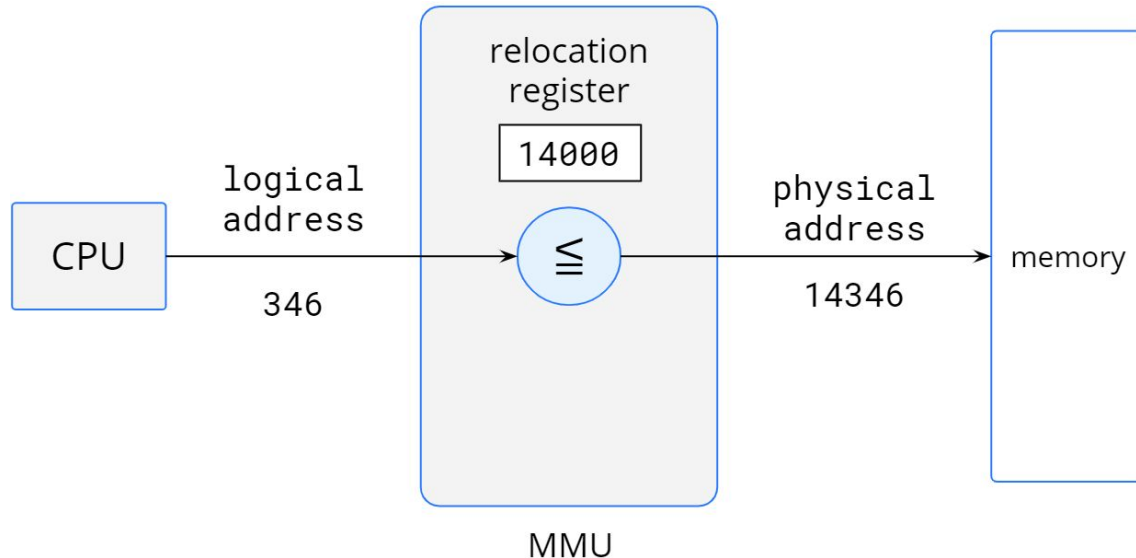 relocation
register
14000
logical
address
physical
address
CPU
≦
memory
346
14346
MMU